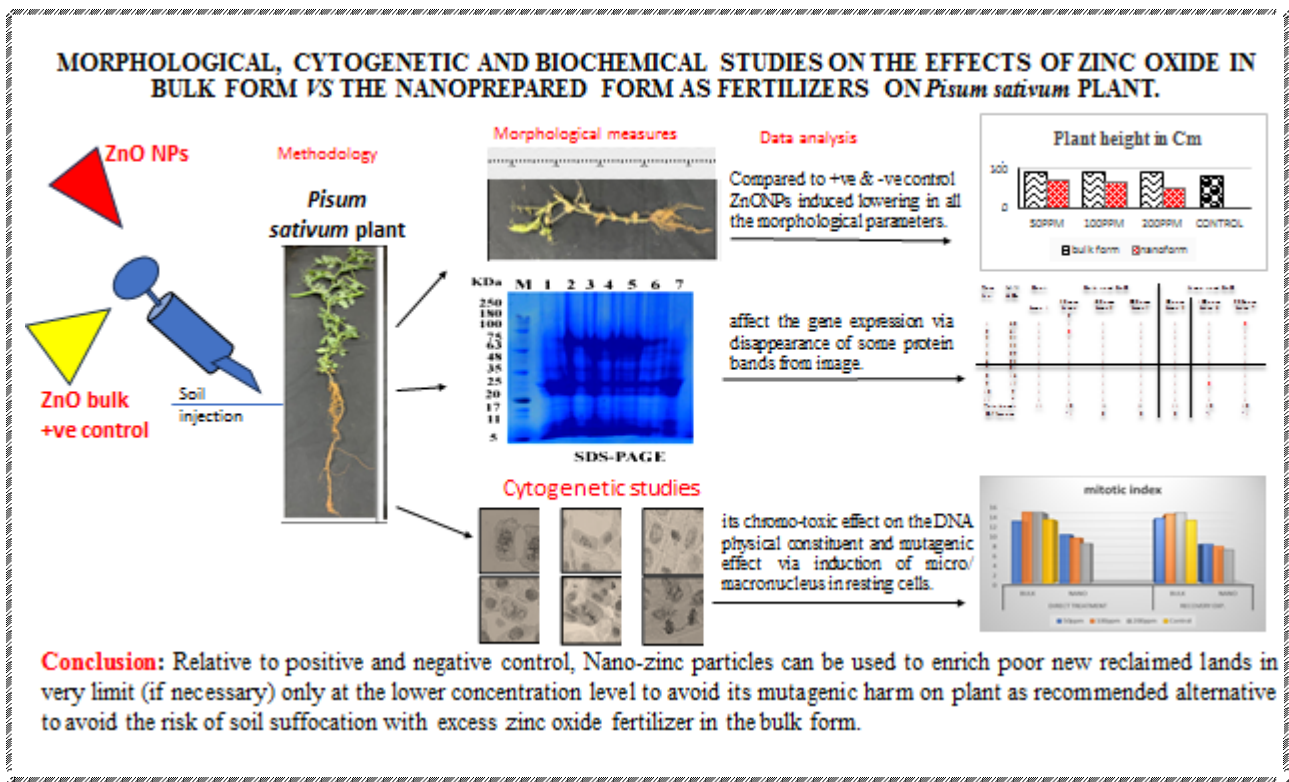 MORPHOLOGICAL, CYTOGENETIC AND BIOCHEMICAL STUDIES ON THE EFFECTS OF ZINC OXIDE IN
BULK FORM VS THE NANOPREPARED FORM AS FERTILIZERS ON Pisum sativum PLANT.
ZnO NPs
Methodology
Pisum
sativum plant
ZnO bulk
+ve control
Soil
injection
Morphological measures
KDa M 1 2 3 4 5 6 7
250
180
100
75
63
48
35
25
20
17
11
5
SDS-PAGE
Cytogenetic studies
Data analysis
Compared to +ve & -ve control
ZnONPs induced lowering in all
the morphological parameters.
affect the gene expression via
disappearance of some protein
bands from image.
its chromo-toxic effect on the DNA
physical constituent and mutagenic
effect via induction of micro/
macronucleus in resting cells.
Plant height in Cm
100
0
50PPM 100PPM 200PPM CONTROL
bulk form nanoform
mitotic index
16
14
12
10
8
6
4
2
0
BULK NANO BULK NANO
DIRECT TREATMENT RECOVERY EXP.
50ppm 100ppm 200ppm Control
Conclusion: Relative to positive and negative control, Nano-zinc particles can be used to enrich poor new reclaimed lands in
very limit (if necessary) only at the lower concentration level to avoid its mutagenic harm on plant as recommended alternative
to avoid the risk of soil suffocation with excess zinc oxide fertilizer in the bulk form.